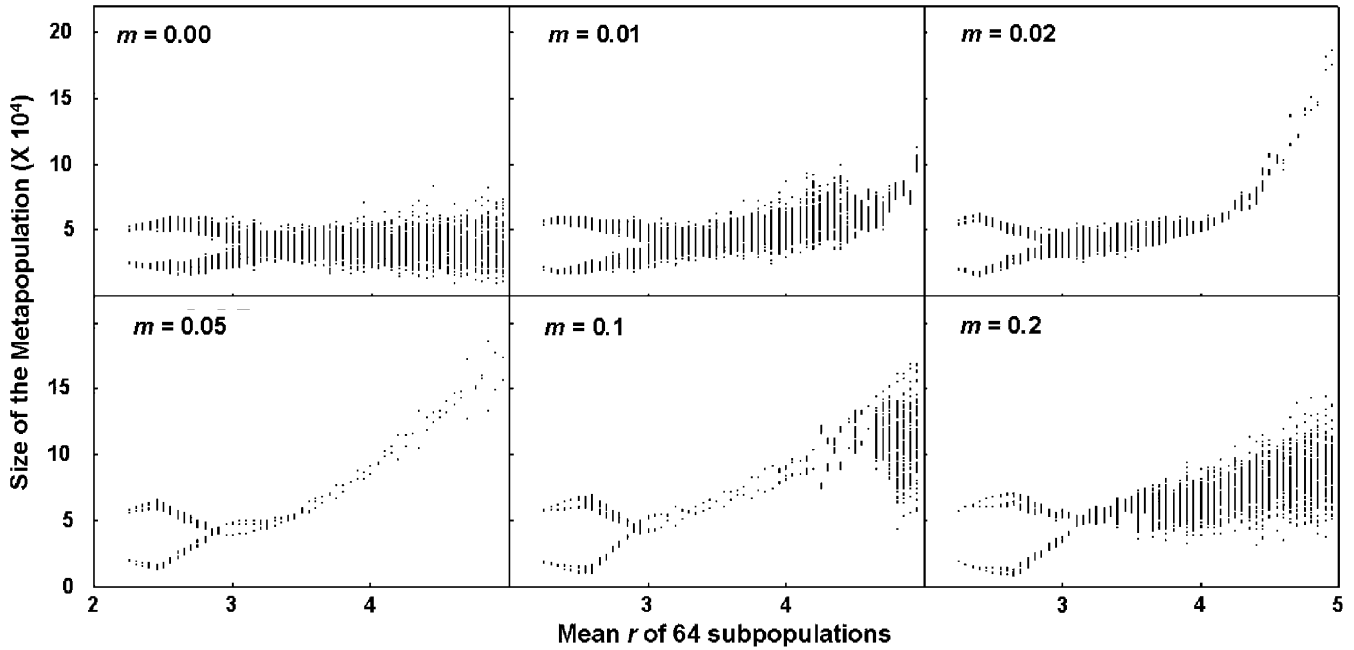 Size of the Metapopulation (X 10⁴)
20
15
10
5
m = 0.00
m = 0.01
m = 0.02
15
10
5
0
m = 0.05
m = 0.1
m = 0.2
2 3 4 3 4 3 4 5
Mean r of 64 subpopulations